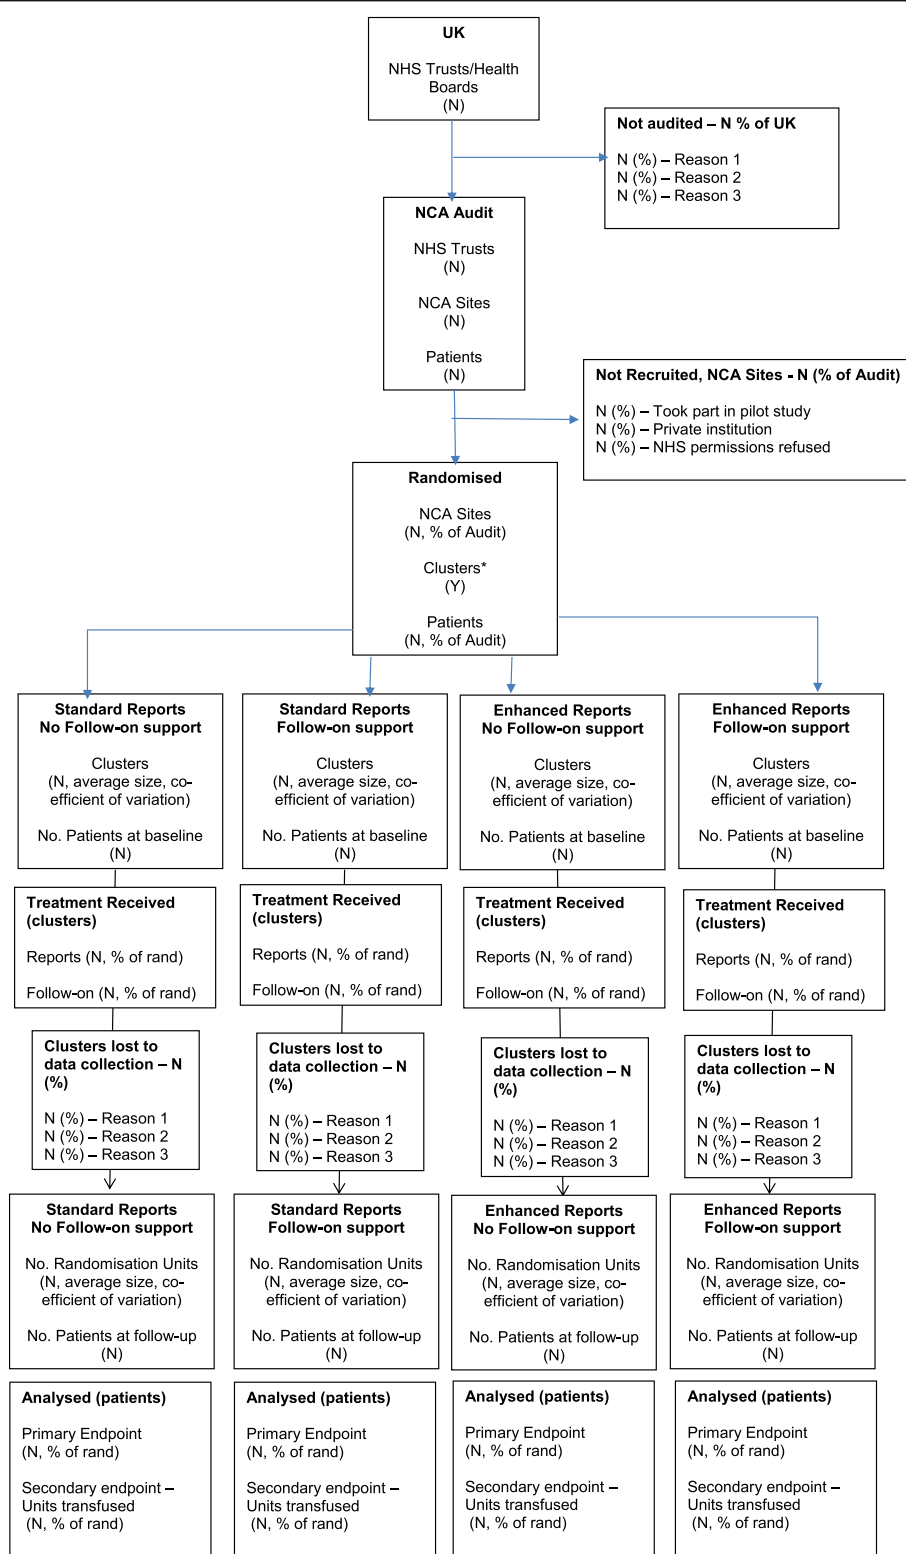 UK
NHS Trusts/Health
Boards
(N)
Not audited – N % of UK
N (%) – Reason 1
N (%) – Reason 2
N (%) – Reason 3
NCA Audit
NHS Trusts
(N)
NCA Sites
(N)
Patients
(N)
Not Recruited, NCA Sites - N (% of Audit)
N (%) – Took part in pilot study
N (%) – Private institution
N (%) – NHS permissions refused
Randomised
NCA Sites
(N, % of Audit)
Clusters*
(Y)
Patients
(N, % of Audit)
Standard Reports
No Follow-on support
Clusters
(N, average size, co-
efficient of variation)
No. Patients at baseline
(N)
Standard Reports
Follow-on support
Clusters
(N, average size, co-
efficient of variation)
No. Patients at baseline
(N)
Enhanced Reports
No Follow-on support
Clusters
(N, average size, co-
efficient of variation)
No. Patients at baseline
(N)
Enhanced Reports
Follow-on support
Clusters
(N, average size, co-
efficient of variation)
No. Patients at baseline
(N)
Treatment Received
(clusters)
Reports (N, % of rand)
Follow-on (N, % of rand)
Treatment Received
(clusters)
Reports (N, % of rand)
Follow-on (N, % of rand)
Treatment Received
(clusters)
Reports (N, % of rand)
Follow-on (N, % of rand)
Treatment Received
(clusters)
Reports (N, % of rand)
Follow-on (N, % of rand)
Clusters lost to
data collection – N
(%)
N (%) – Reason 1
N (%) – Reason 2
N (%) – Reason 3
Clusters lost to
data collection – N
(%)
N (%) – Reason 1
N (%) – Reason 2
N (%) – Reason 3
Clusters lost to
data collection – N
(%)
N (%) – Reason 1
N (%) – Reason 2
N (%) – Reason 3
Clusters lost to
data collection – N
(%)
N (%) – Reason 1
N (%) – Reason 2
N (%) – Reason 3
Standard Reports
No Follow-on support
No. Randomisation Units
(N, average size, co-
efficient of variation)
No. Patients at follow-up
(N)
Standard Reports
Follow-on support
No. Randomisation Units
(N, average size, co-
efficient of variation)
No. Patients at follow-up
(N)
Enhanced Reports
No Follow-on support
No. Randomisation Units
(N, average size, co-
efficient of variation)
No. Patients at follow-up
(N)
Enhanced Reports
Follow-on support
No. Randomisation Units
(N, average size, co-
efficient of variation)
No. Patients at follow-up
(N)
Analysed (patients)
Primary Endpoint
(N, % of rand)
Secondary endpoint –
Units transfused
(N, % of rand)
Analysed (patients)
Primary Endpoint
(N, % of rand)
Secondary endpoint –
Units transfused
(N, % of rand)
Analysed (patients)
Primary Endpoint
(N, % of rand)
Secondary endpoint –
Units transfused
(N, % of rand)
Analysed (patients)
Primary Endpoint
(N, % of rand)
Secondary endpoint –
Units transfused
(N, % of rand)